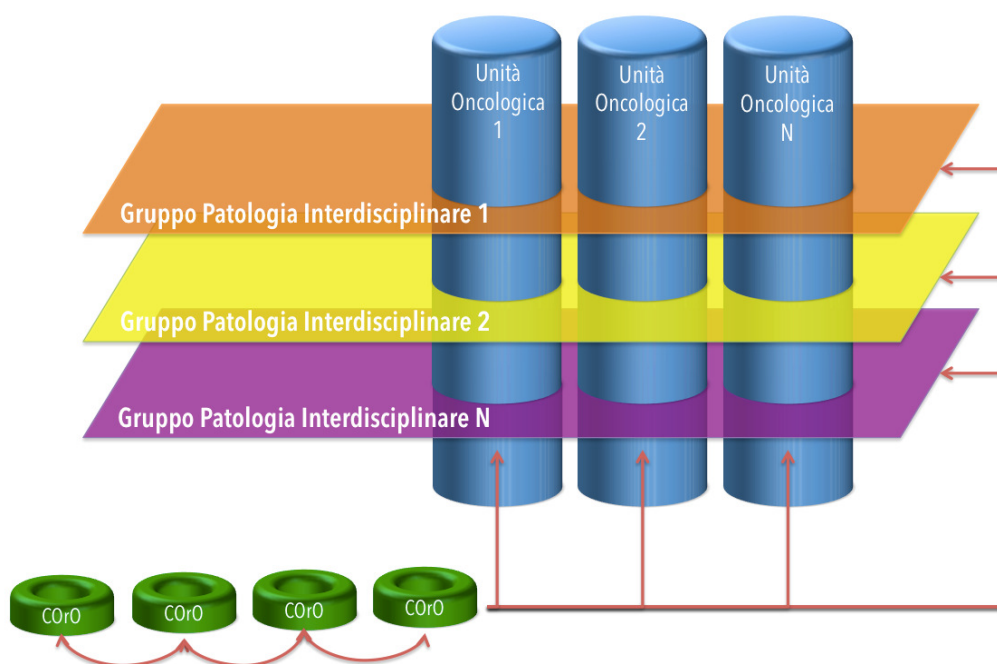 Unità
Oncologica
1
Unità
Oncologica
2
Unità
Oncologica
N
Gruppo Patologia Interdisciplinare 1
Gruppo Patologia Interdisciplinare 2
Gruppo Patologia Interdisciplinare N
COrO
COrO
COrO
COrO